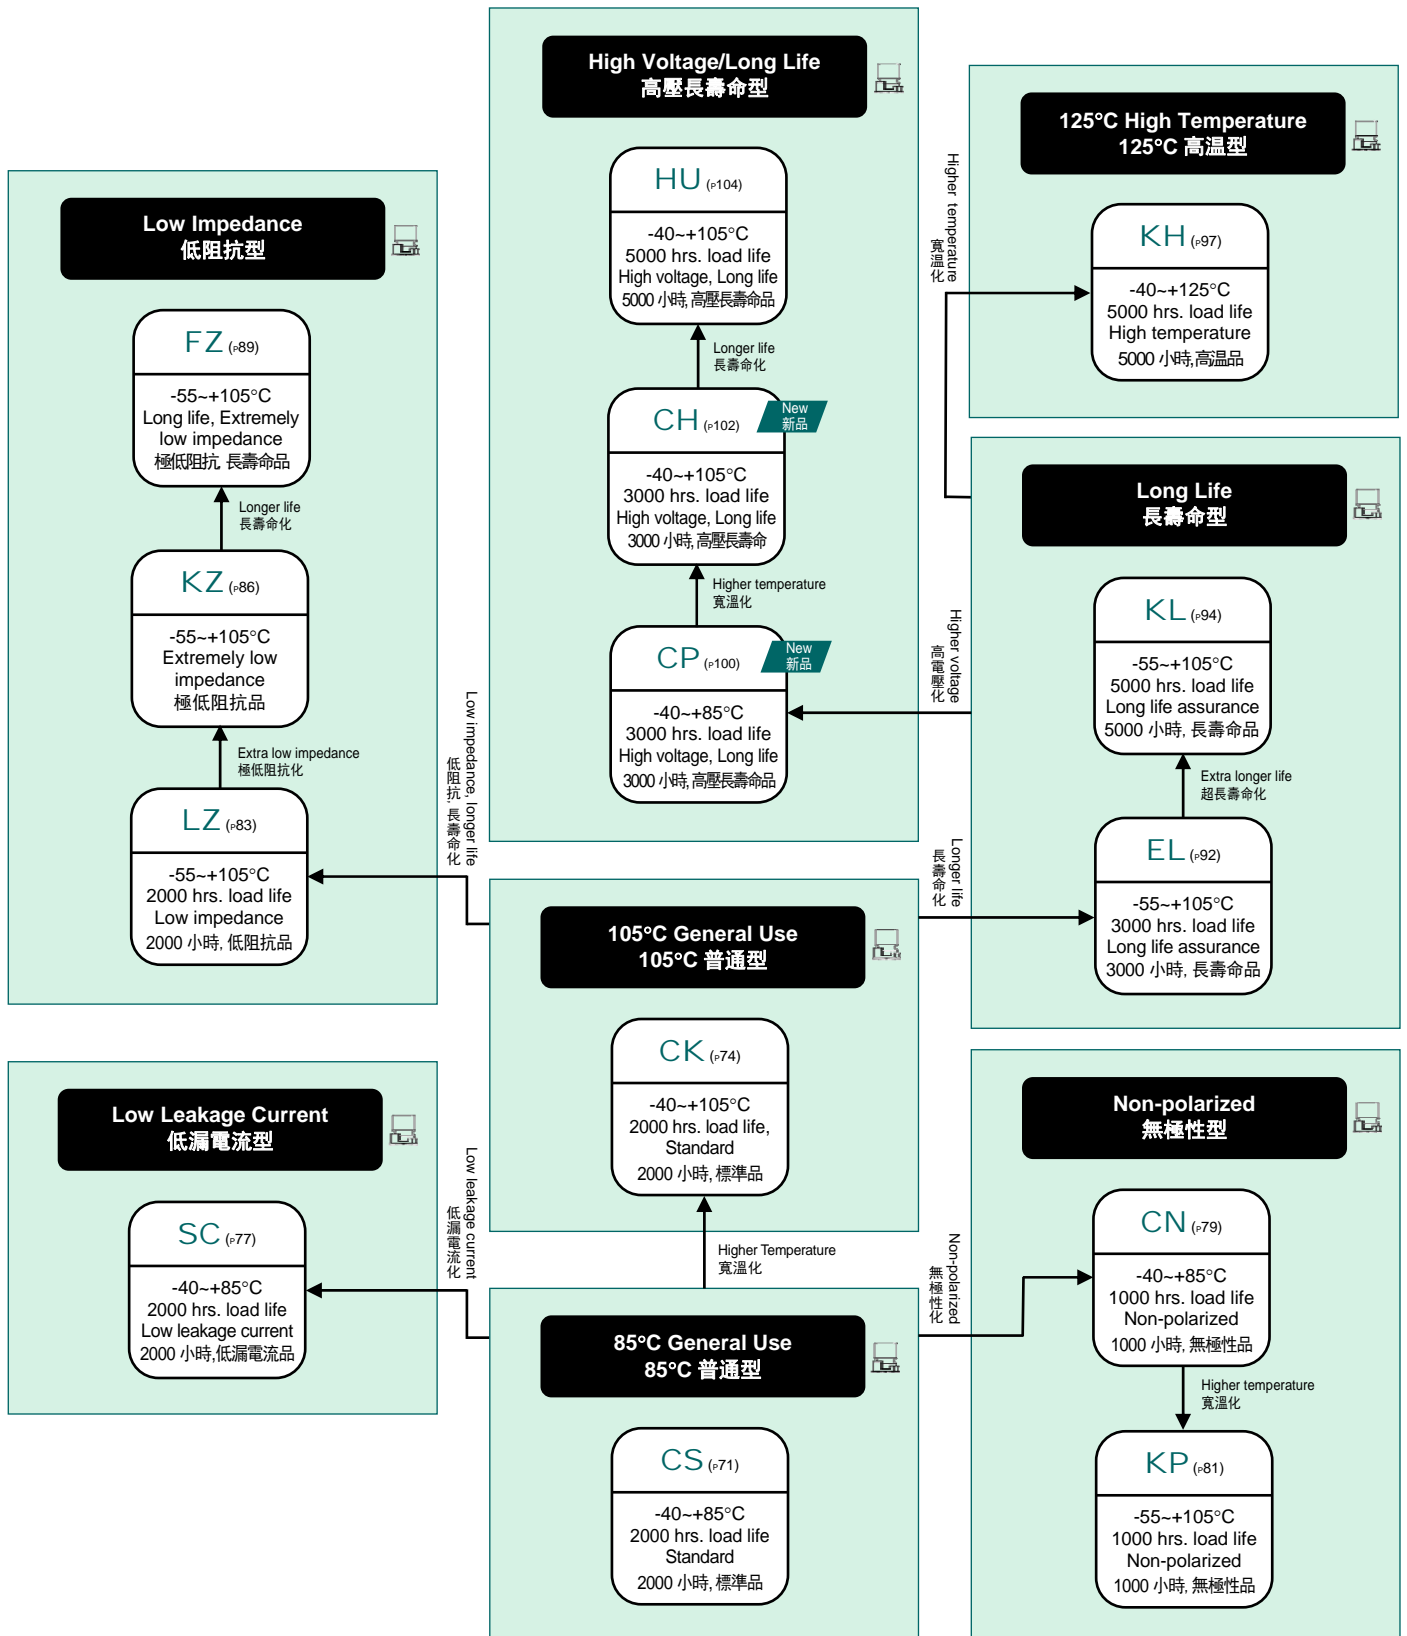 High Voltage/Long Life
高壓長壽命型
HU (P104)
-40~+105°C
5000 hrs. load life
High voltage, Long life
5000 小時, 高壓長壽命品
Longer life
長壽命化
CH (P102)
New
新品
-40~+105°C
3000 hrs. load life
High voltage, Long life
3000 小時, 高壓長壽命
Higher temperature
寬溫化
CP (P100)
New
新品
-40~+85°C
3000 hrs. load life
High voltage, Long life
3000 小時, 高壓長壽命品
125°C High Temperature
125°C 高温型
KH (P97)
-40~+125°C
5000 hrs. load life
High temperature
5000 小時, 高温品
Higher temperature
寬溫化
Low Impedance
低阻抗型
FZ (P89)
-55~+105°C
Long life, Extremely
low impedance
極低阻抗, 長壽命品
Longer life
長壽命化
KZ (P86)
-55~+105°C
Extremely low
impedance
極低阻抗品
Extra low impedance
極低阻抗化
LZ (P83)
-55~+105°C
2000 hrs. load life
Low impedance
2000 小時, 低阻抗品
Low impedance, longer life
低阻抗, 長壽命化
Long Life
長壽命型
KL (P94)
-55~+105°C
5000 hrs. load life
Long life assurance
5000 小時, 長壽命品
Extra longer life
超長壽命化
EL (P92)
-55~+105°C
3000 hrs. load life
Long life assurance
3000 小時, 長壽命品
Higher voltage
高電壓化
Longer life
長壽命化
105°C General Use
105°C 普通型
CK (P74)
-40~+105°C
2000 hrs. load life,
Standard
2000 小時, 標準品
Higher Temperature
寬溫化
Low Leakage Current
低漏電流型
SC (P77)
-40~+85°C
2000 hrs. load life
Low leakage current
2000 小時, 低漏電流品
Low leakage current
低漏電流化
85°C General Use
85°C 普通型
CS (P71)
-40~+85°C
2000 hrs. load life
Standard
2000 小時, 標準品
Non-polarized
無極性化
Non-polarized
無極性型
CN (P79)
-40~+85°C
1000 hrs. load life
Non-polarized
1000 小時, 無極性品
Higher temperature
寬溫化
KP (P81)
-55~+105°C
1000 hrs. load life
Non-polarized
1000 小時, 無極性品